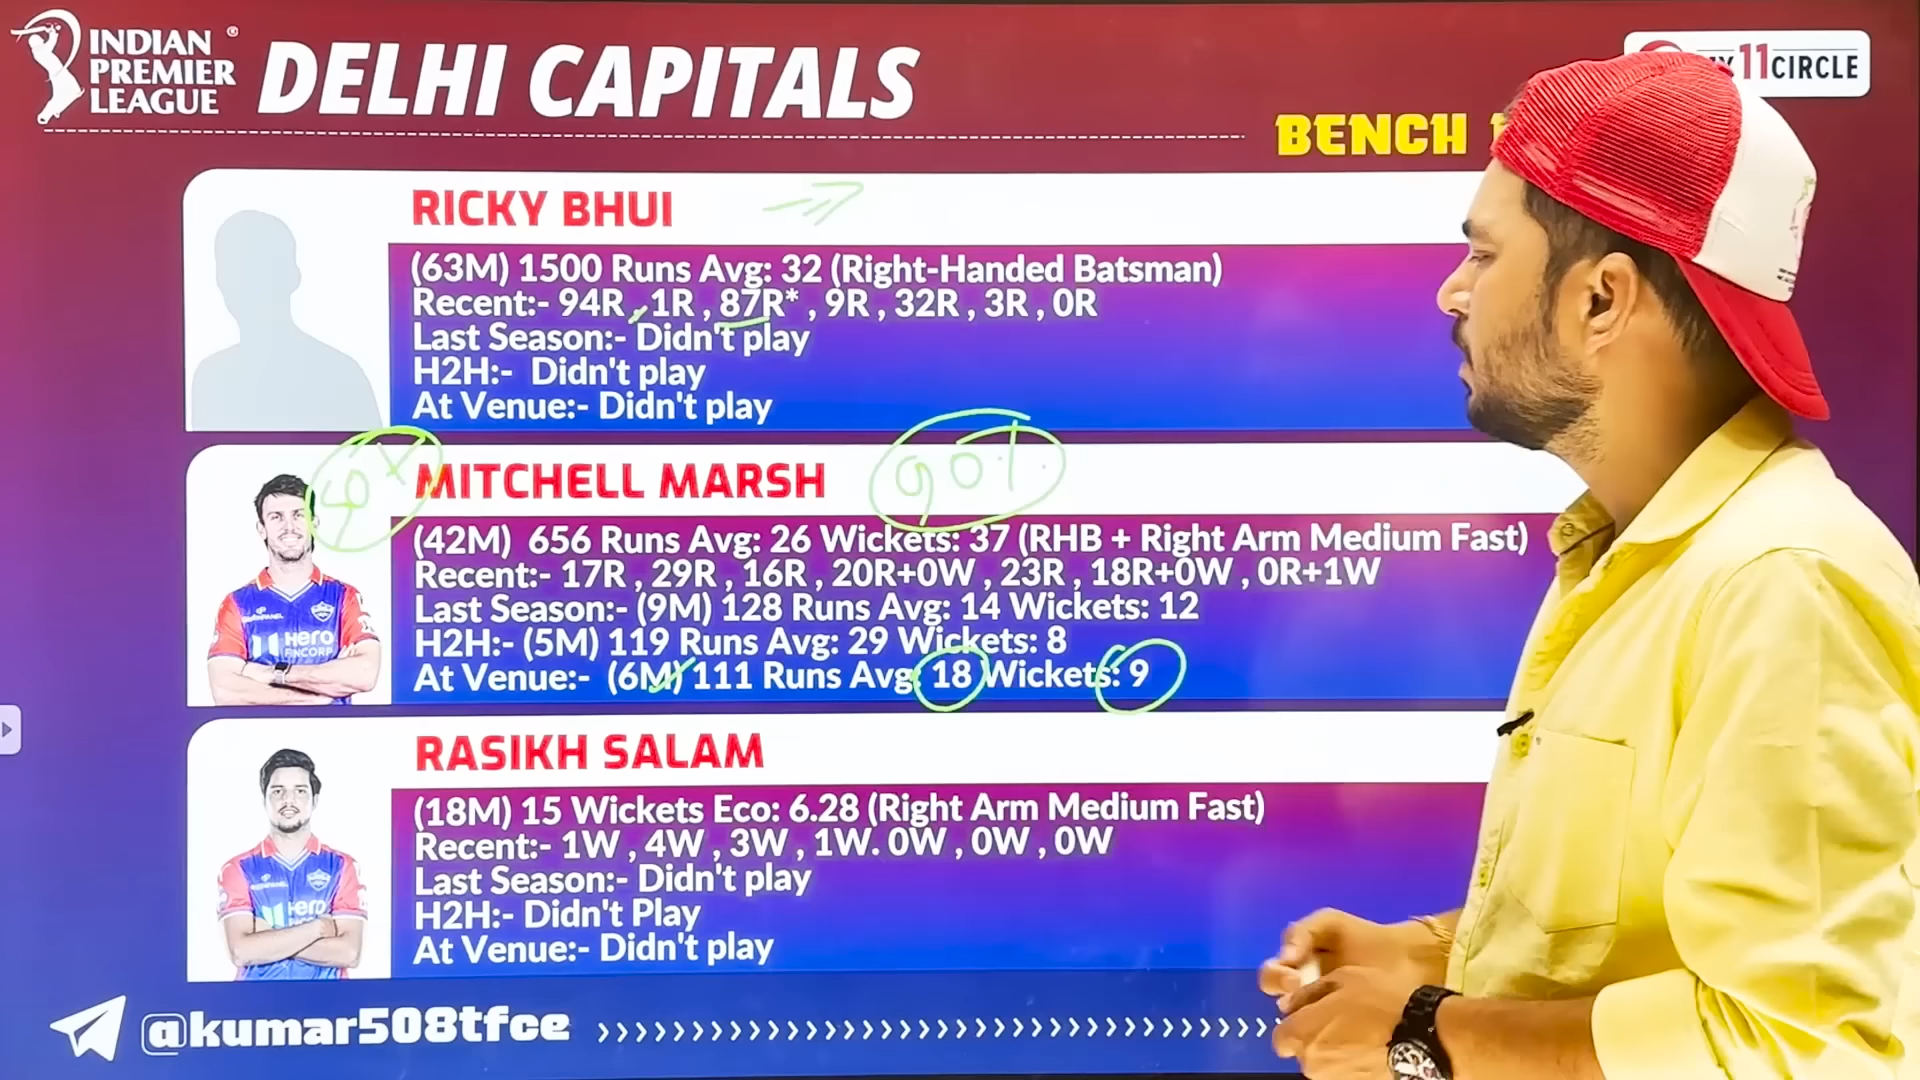 INDIAN
PREMIER
LEAGUE
®
DELHI CAPITALS
11CIRCLE
BENCH
RICKY BHUI
(63M) 1500 Runs Avg: 32 (Right-Handed Batsman)
Recent:- 94R , 1R , 87R* , 9R , 32R , 3R , 0R
Last Season:- Didn't play
H2H:- Didn't play
At Venue:- Didn't play
MITCHELL MARSH
90%
(42M) 656 Runs Avg: 26 Wickets: 37 (RHB + Right Arm Medium Fast)
Recent:- 17R , 29R , 16R , 20R+0W , 23R , 18R+0W , 0R+1W
Last Season:- (9M) 128 Runs Avg: 14 Wickets: 12
H2H:- (5M) 119 Runs Avg: 29 Wickets: 8
At Venue:- (6M) 111 Runs Avg: 18 Wickets: 9
Hero
FINCORP
RASIKH SALAM
(18M) 15 Wickets Eco: 6.28 (Right Arm Medium Fast)
Recent:- 1W , 4W , 3W , 1W. 0W , 0W , 0W
Last Season:- Didn't play
H2H:- Didn't Play
At Venue:- Didn't play
Hero
@kumar508tfce